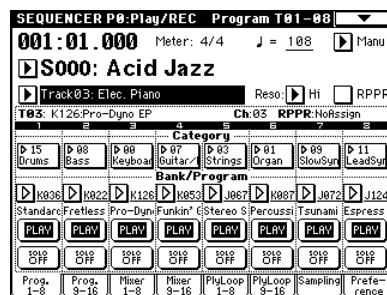 SEQUENCER P0:Play/REC Program T01-08
001:01.000 Meter: 4/4 ♩= 108 Manu
S000: Acid Jazz
Track03: Elec. Piano Reso: Hi RPPR
T03: K126:Pro-Dyno EP Ch:03 RPPR:NoAssign
1 2 3 4 5 6 7 8
Category
15 08 00 07 03 01 09 11
Drums Bass Keyboar Guitar/ Strings Organ SlowSyn LeadSyn
Bank/Program
K036 K022 K126 K053 J067 K087 J072 J124
Standard Fretless Pro-Dyn Funkin' Stereo S Percussi Tsunami Espress
PLAY PLAY PLAY PLAY PLAY PLAY PLAY PLAY
SOLO SOLO SOLO SOLO SOLO SOLO SOLO SOLO
OFF OFF OFF OFF OFF OFF OFF OFF
Prog. Prog. Mixer Mixer PlyLoop PlyLoop Sampling Prefe-
1-8 9-16 1-8 9-16 1-8 9-16 rence